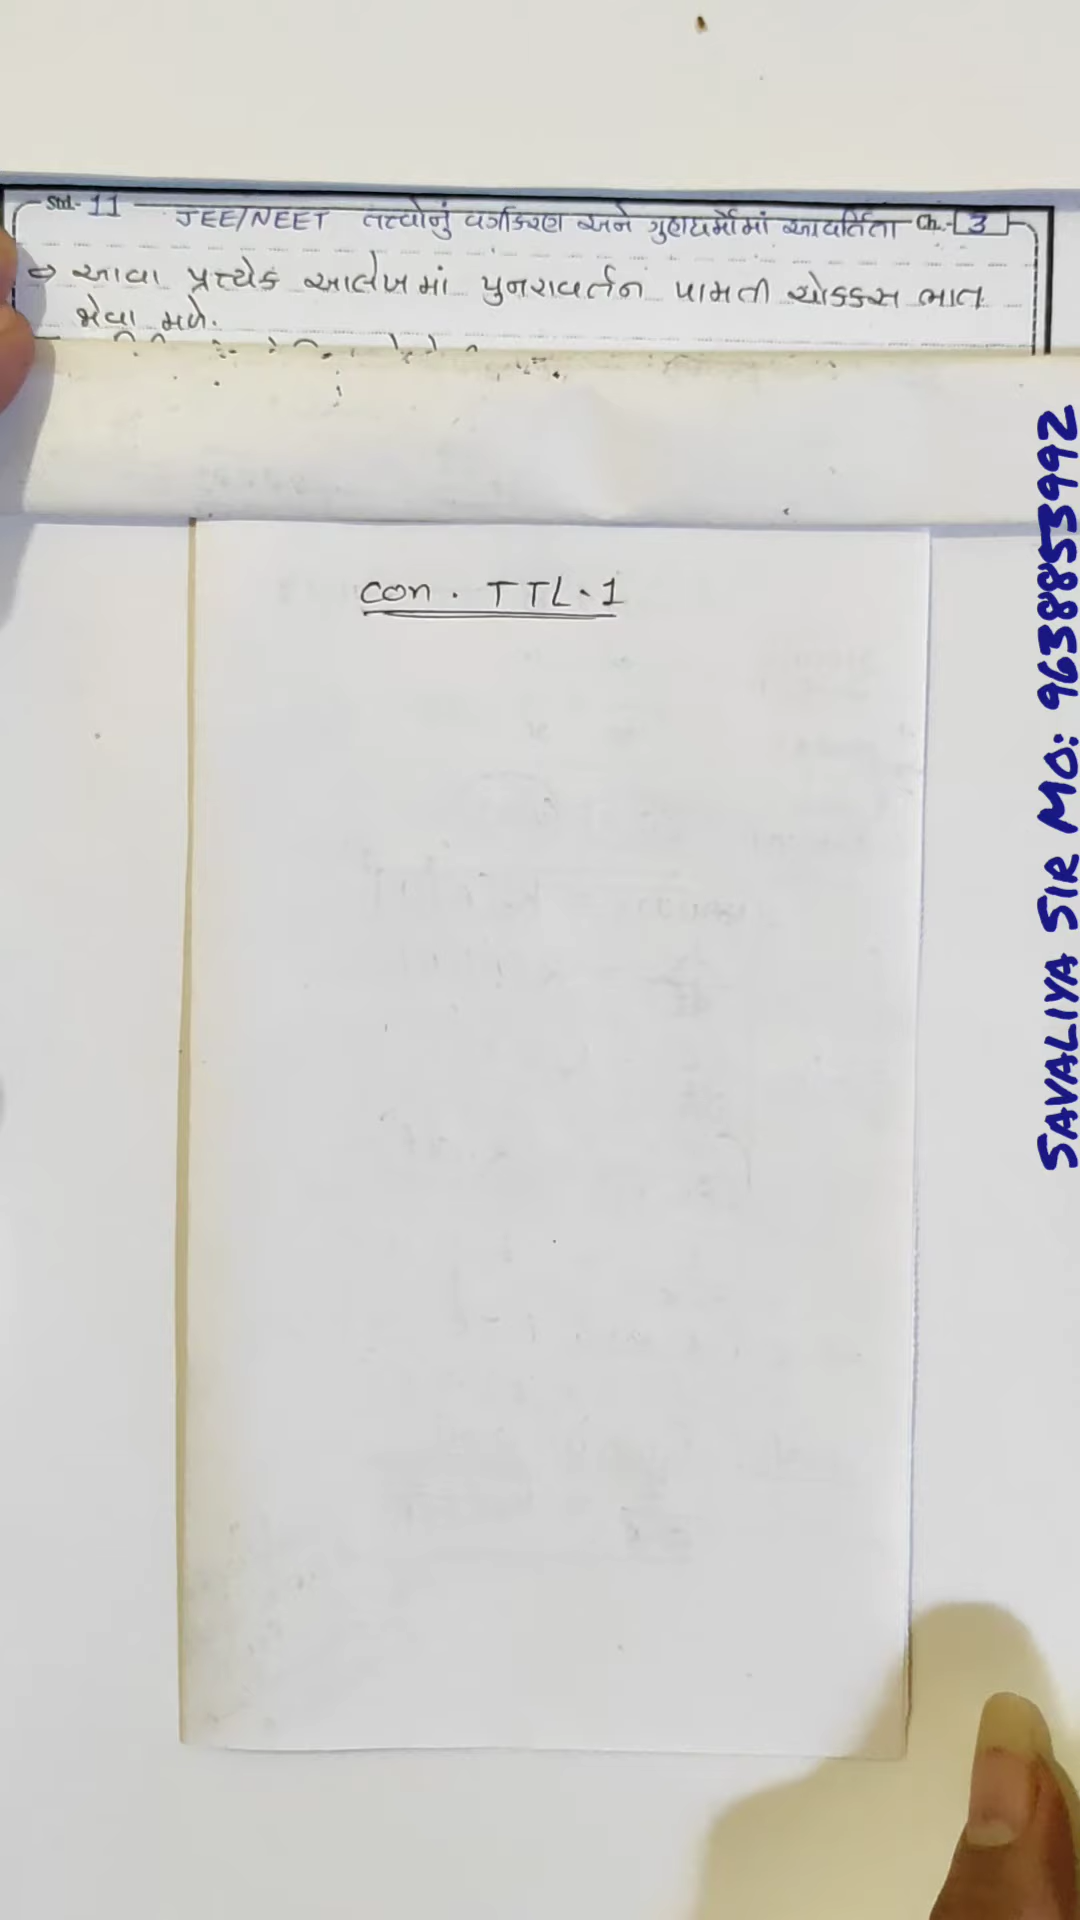 Std.- 11 JEE/NEET તત્ત્વોનું વર્ગીકરણ અને ગુણધર્મોમાં આવર્તિતા Ch.- 3
⇒ આવા પ્રત્યેક આલેખમાં પુનરાવર્તન પામતી ચોક્કસ ભાત
જોવા મળે.
con. TTL-1
SAVALIYA SIR MO: 9638853992